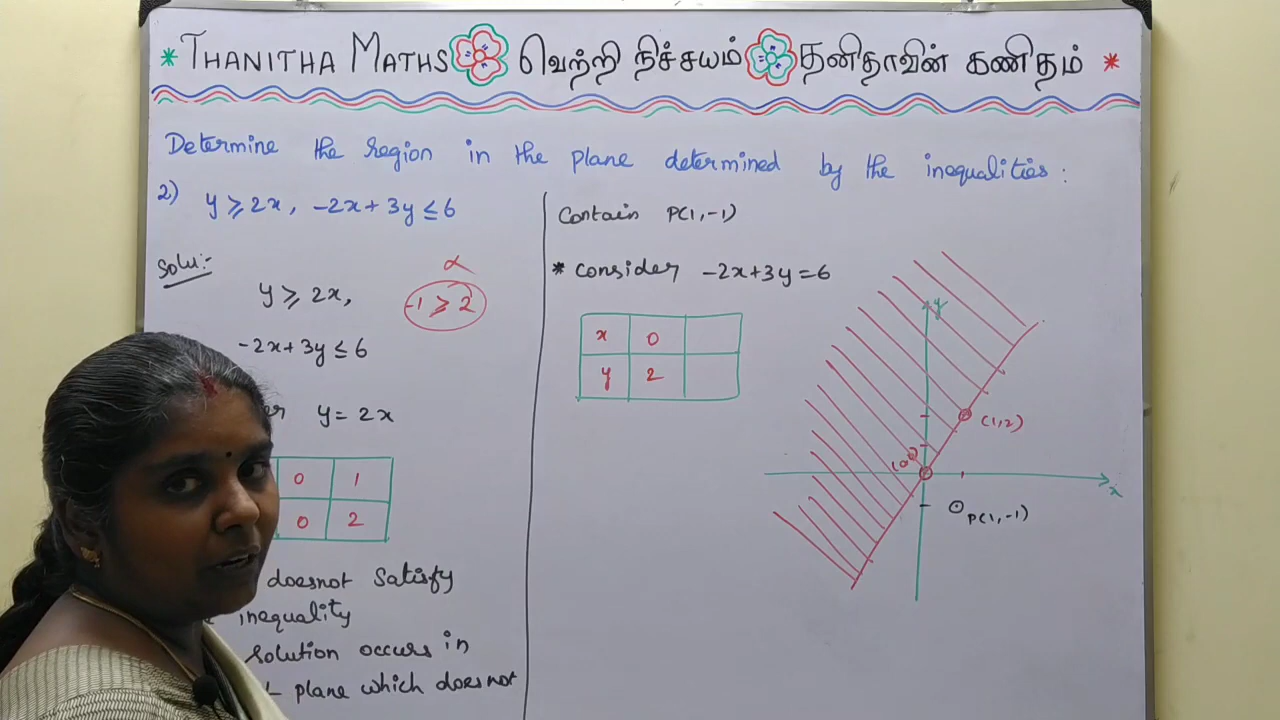 * THANITHA MATHS வெற்றி நிச்சயம் தனிதாவின் கணிதம் *
Determine the region in the plane determined by the inequalities :
2) y ≥ 2x, -2x + 3y ≤ 6
Solu:-
y ≥ 2x,
-1 ≥ 2
-2x + 3y ≤ 6
y = 2x
0 1
0 2
doesnot satisfy
inequality
solution occurs in
plane which does not
Contain P(1,-1)
* Consider -2x+3y = 6
x 0
y 2
y
(1,2)
(0,0)
x
P(1,-1)